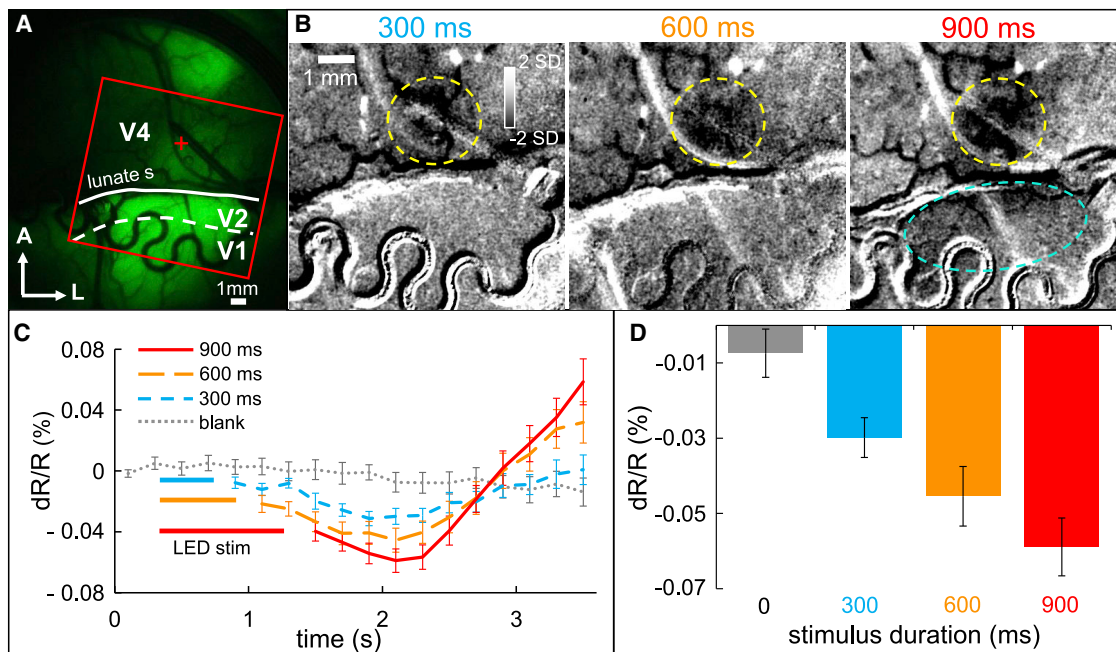 A
V4
lunate s
V2
V1
A
L
1mm
B
300 ms
600 ms
900 ms
1 mm
2 SD
-2 SD
C
900 ms
600 ms
300 ms
blank
LED stim
0.08
0.04
0
- 0.04
- 0.08
dR/R (%)
0 1 2 3
time (s)
D
-0.01
-0.03
-0.05
-0.07
dR/R (%)
0 300 600 900
stimulus duration (ms)